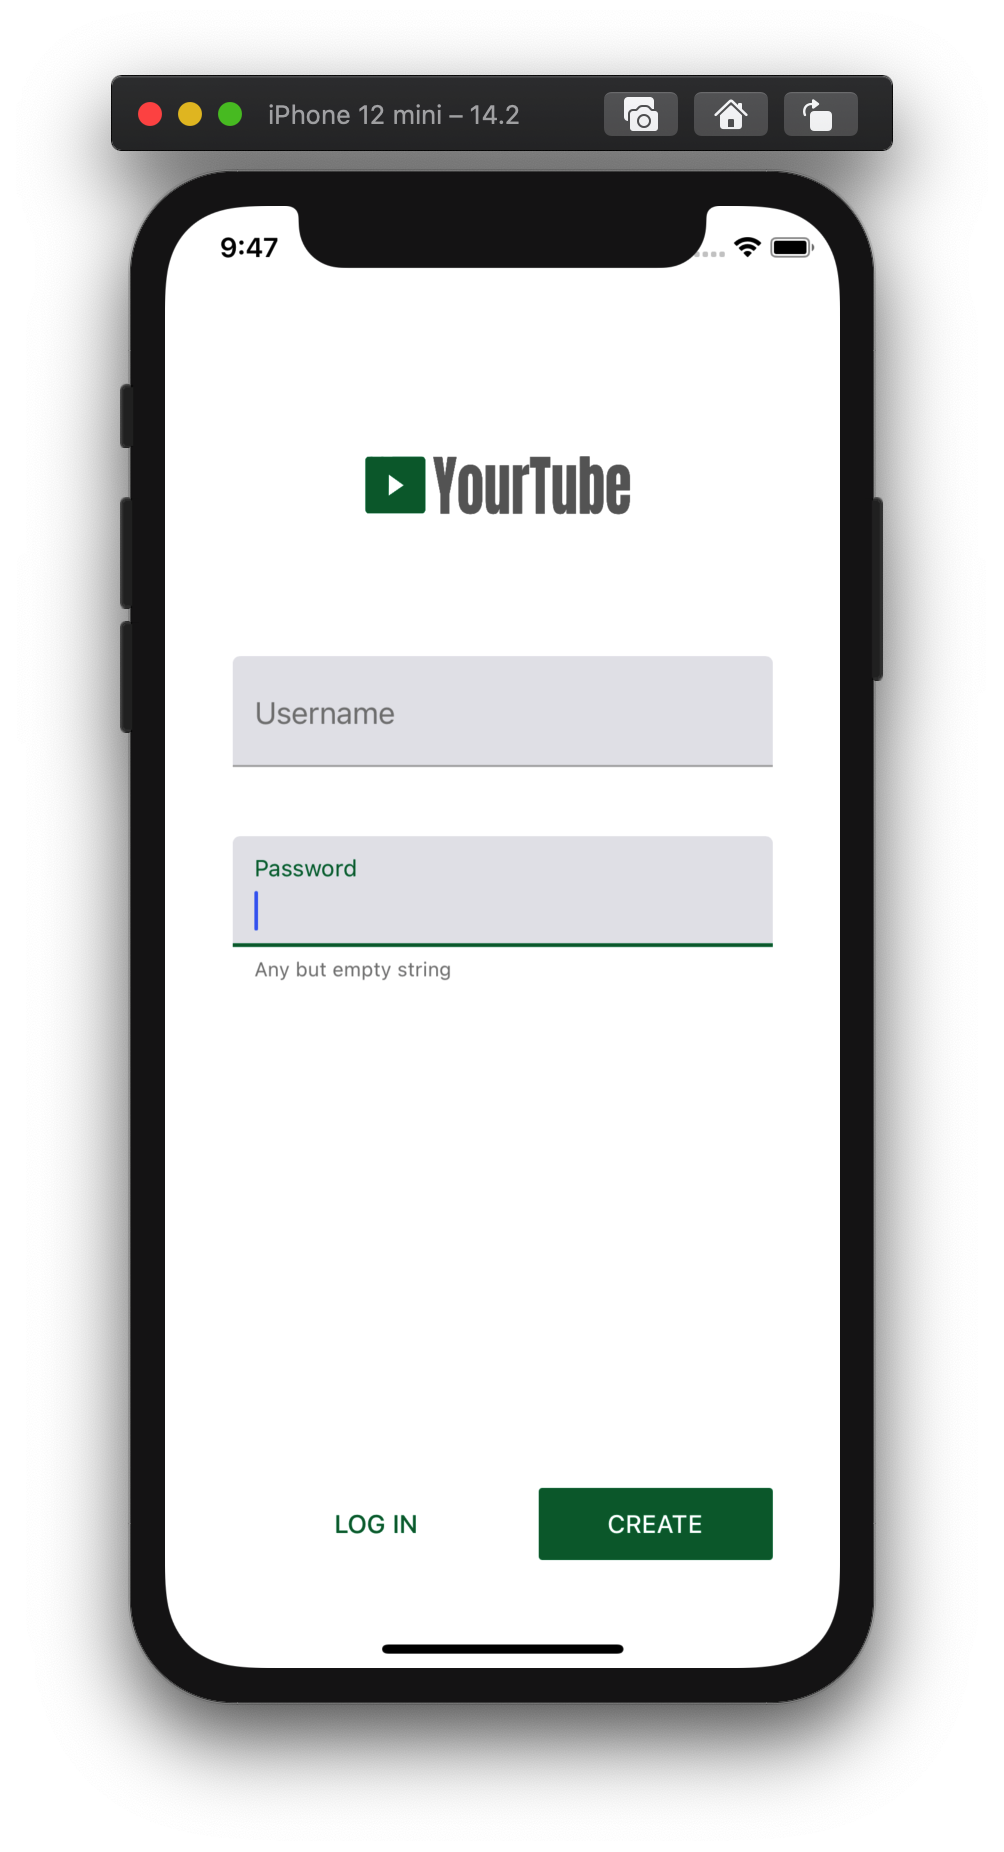 iPhone 12 mini – 14.2
9:47
YourTube
Username
Password
Any but empty string
LOG IN
CREATE